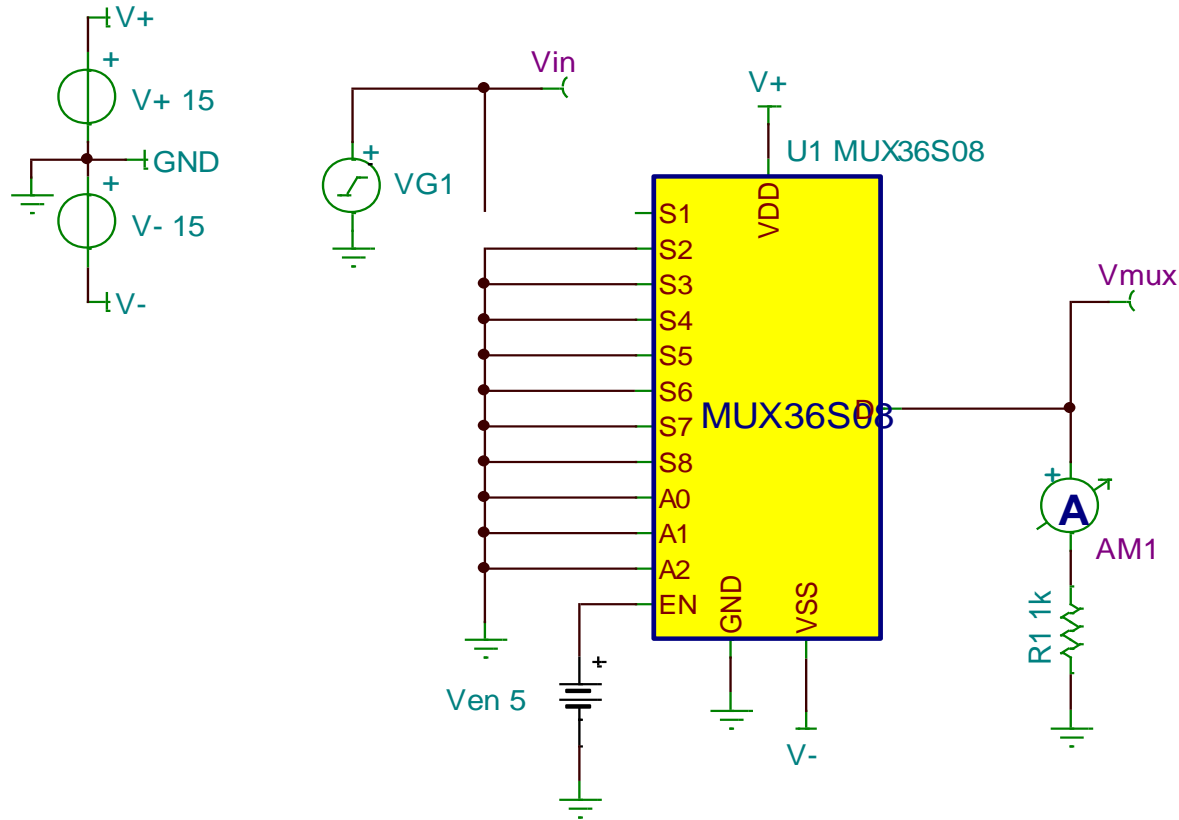 V+
V+ 15
GND
V- 15
V-
Vin
VG1
V+
U1 MUX36S08
VDD
S1
S2
S3
S4
S5
S6
S7
S8
A0
A1
A2
EN
MUX36S08
D
GND
VSS
V-
Ven 5
Vmux
A
AM1
R1 1k